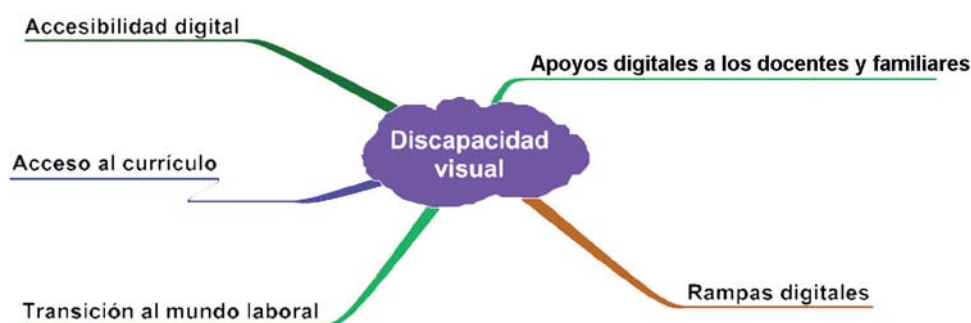 Accesibilidad digital
Apoyos digitales a los docentes y familiares
Discapacidad
visual
Acceso al currículo
Rampas digitales
Transición al mundo laboral